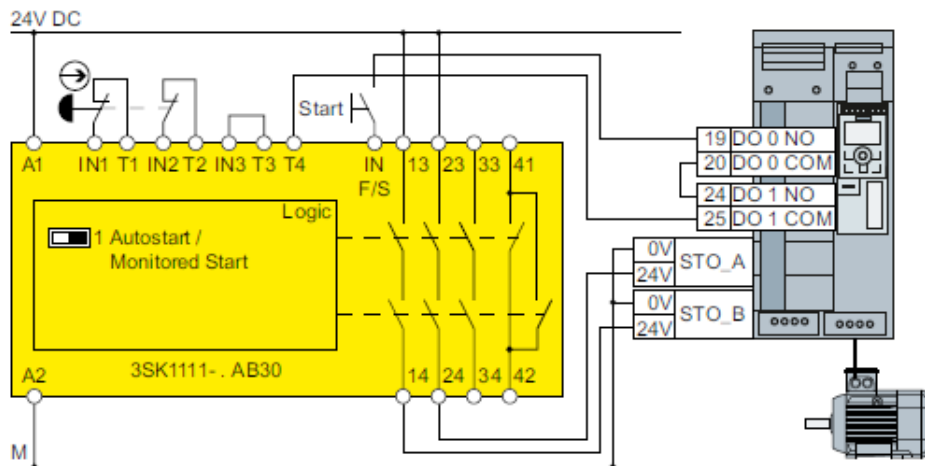 24V DC
Start
A1 IN1 T1 IN2 T2 IN3 T3 T4 IN F/S 13 23 33 41
Logic
1 Autostart /
Monitored Start
3SK1111- . AB30
A2 14 24 34 42
M
19 DO 0 NO
20 DO 0 COM
24 DO 1 NO
25 DO 1 COM
0V
24V
STO_A
0V
24V
STO_B